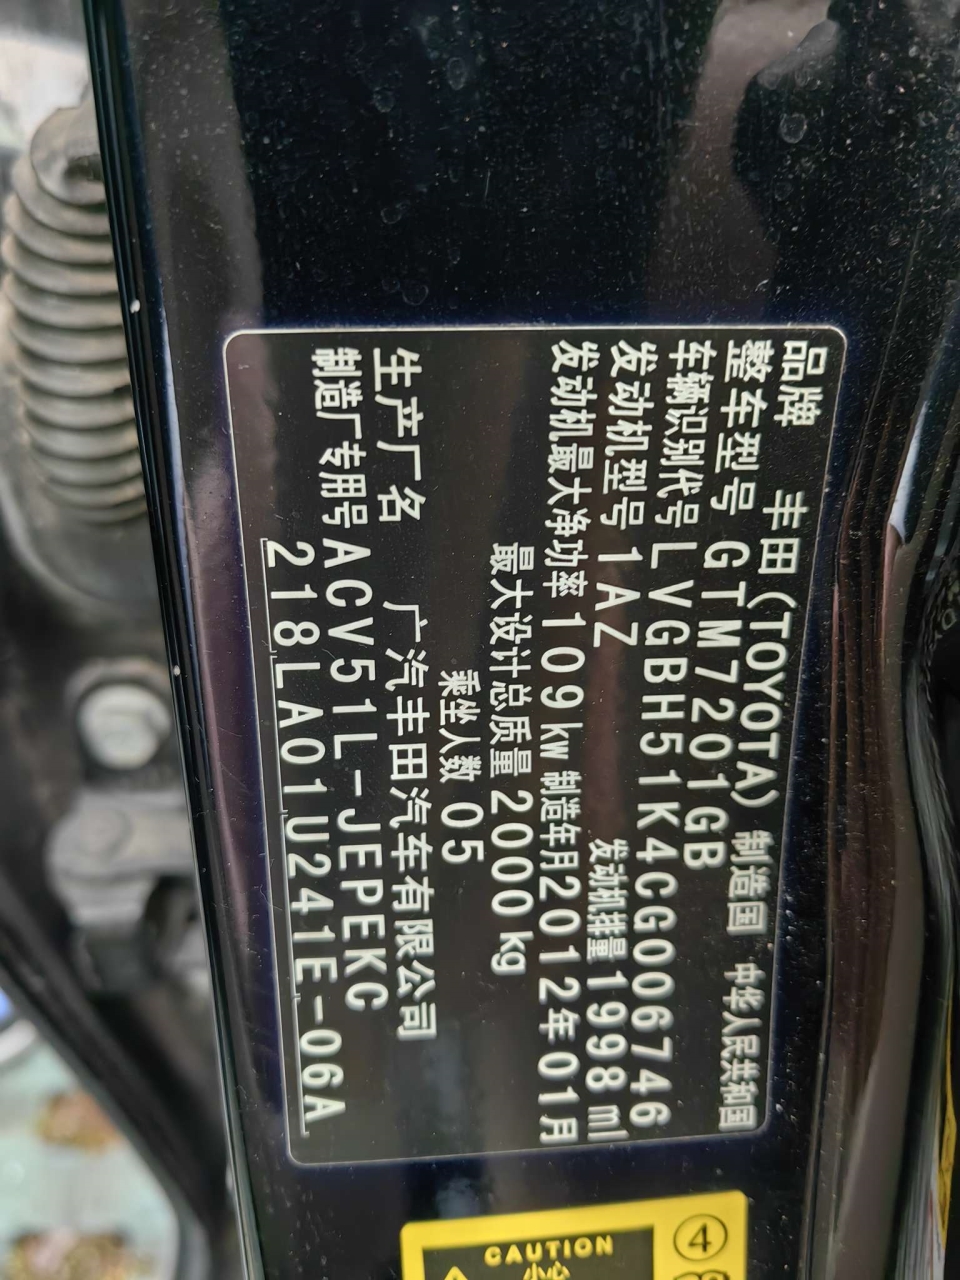 品牌 丰田(TOYOTA) 制造国 中华人民共和国
整车型号 GTM7201GB
车辆识别代号 LVGBH51K4CG006746
发动机型号 1AZ 发动机排量 1998 ml
发动机最大净功率 109kw 制造年月 2012年01月
最大设计总质量 2000kg
乘坐人数 05
生产厂名 广汽丰田汽车有限公司
制造厂专用号 ACV51L-JEPEKC
218LA01U241E-06A
④
CAUTION
小心